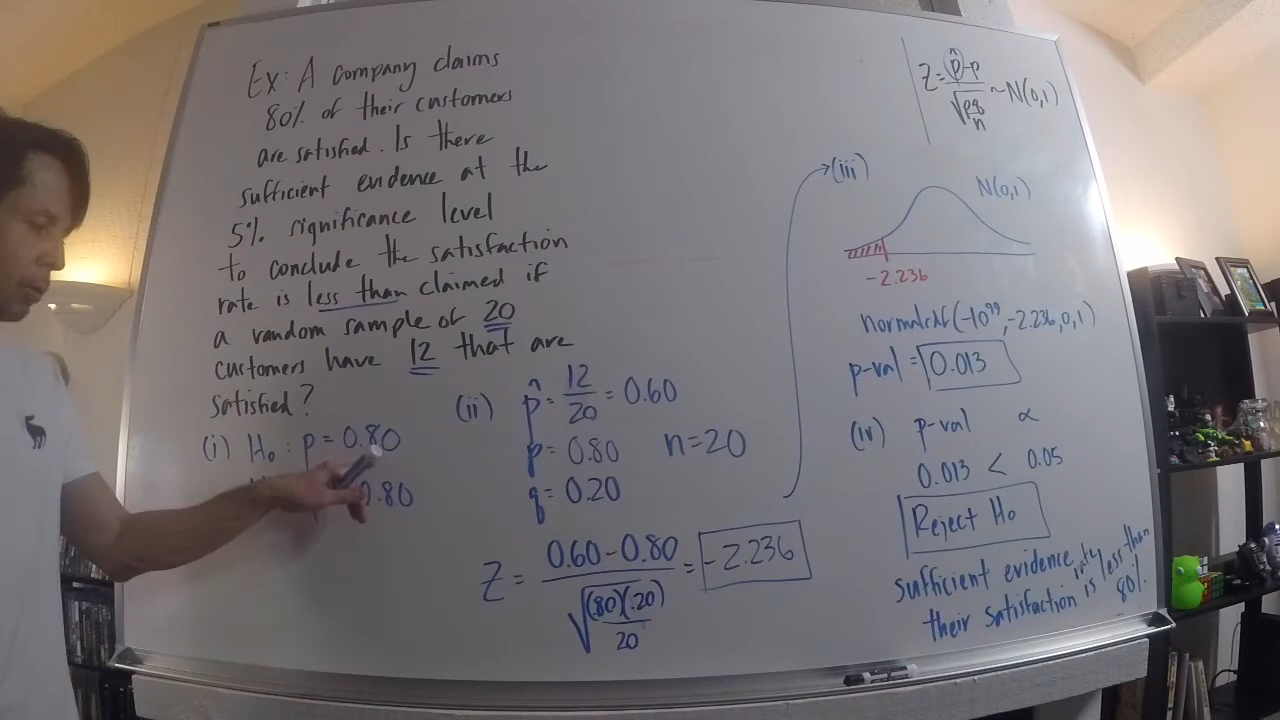 Ex: A company claims
80% of their customers
are satisfied. Is there
sufficient evidence at the
5% significance level
to conclude the satisfaction
rate is less than claimed if
a random sample of 20
customers have 12 that are
satisfied?
(i) H₀ : p = 0.80
0.80
(ii) p̂ = 12/20 = 0.60
p = 0.80 n=20
q = 0.20
Z = (0.60-0.80)/√((.80)(.20)/20) = -2.236
Z = (p̂-p)/√(pq/n) ~ N(0,1)
(iii)
N(0,1)
-2.236
normalcdf(-10⁹⁹, -2.236, 0, 1)
p-val = 0.013
(iv) p-val α
0.013 < 0.05
Reject H₀
sufficient evidence
their satisfaction rate is less than
80%.